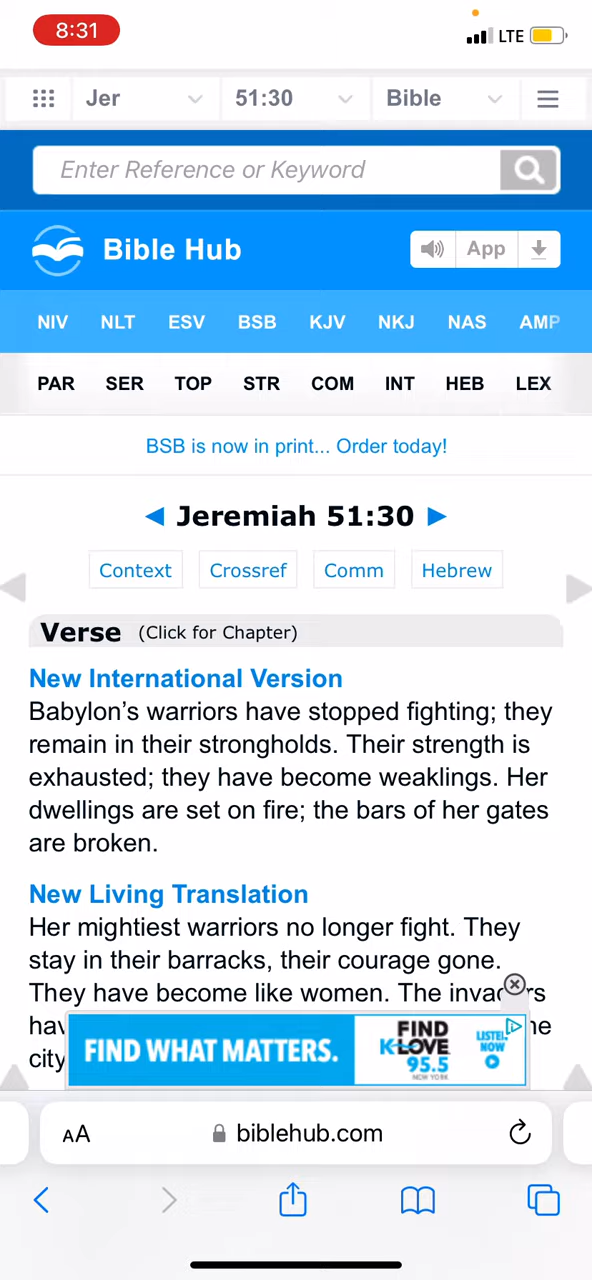 8:31 LTE
Jer 51:30 Bible
Enter Reference or Keyword
Bible Hub App
NIV NLT ESV BSB KJV NKJ NAS AMP
PAR SER TOP STR COM INT HEB LEX
BSB is now in print... Order today!
Jeremiah 51:30
Context Crossref Comm Hebrew
Verse (Click for Chapter)
New International Version
Babylon’s warriors have stopped fighting; they
remain in their strongholds. Their strength is
exhausted; they have become weaklings. Her
dwellings are set on fire; the bars of her gates
are broken.
New Living Translation
Her mightiest warriors no longer fight. They
stay in their barracks, their courage gone.
They have become like women. The
city
FIND WHAT MATTERS.
FIND
K-LOVE
95.5
NEW YORK
LISTEN
NOW
AA biblehub.com